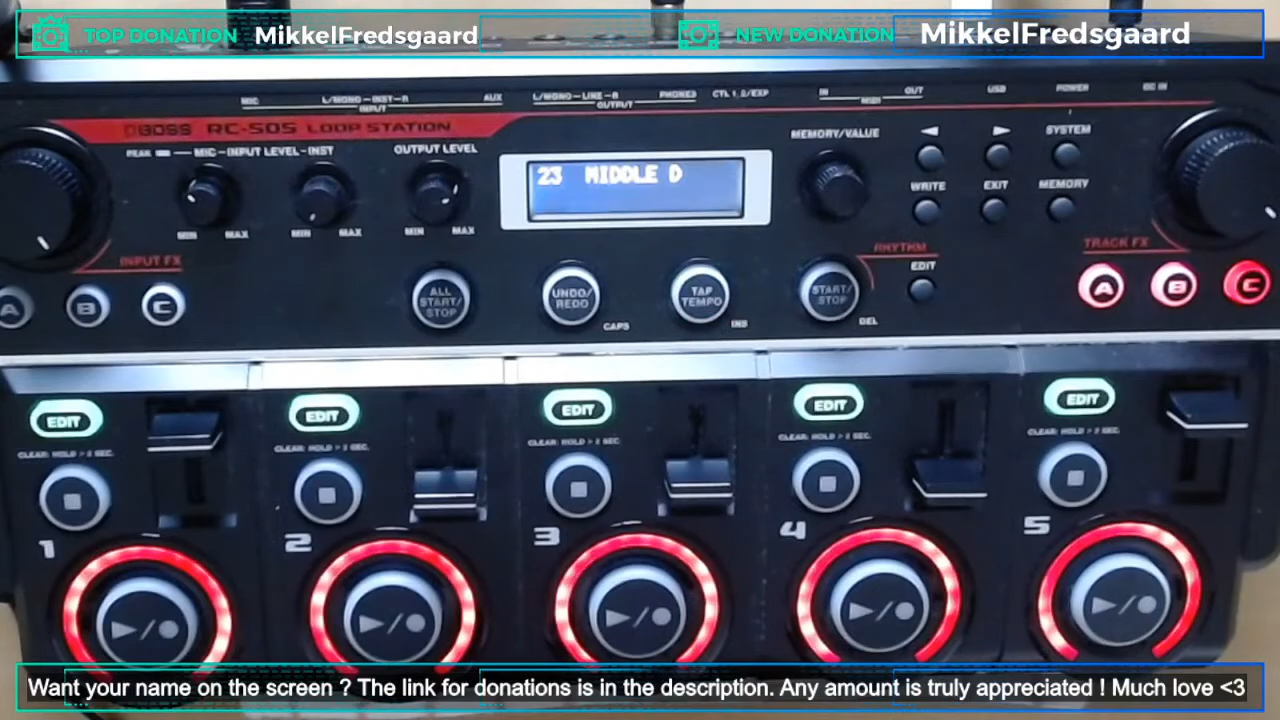 TOP DONATION MikkelFredsgaard NEW DONATION MikkelFredsgaard
MIC L/MONO-INST-R AUX L/MONO-LINE-R PHONES CTL 1,2/EXP IN OUT USB POWER DC IN
INPUT OUTPUT MIDI
BOSS RC-505 LOOP STATION
PEAK MIC-INPUT LEVEL-INST OUTPUT LEVEL MEMORY/VALUE ◄ ► SYSTEM
23 MIDDLE D
WRITE EXIT MEMORY
MIN MAX MIN MAX MIN MAX
INPUT FX RHYTHM TRACK FX
EDIT
A B C ALL START/STOP UNDO/REDO TAP TEMPO START/STOP A B C
CAPS INS DEL
EDIT EDIT EDIT EDIT EDIT
CLEAR: HOLD > 2 SEC. CLEAR: HOLD > 2 SEC. CLEAR: HOLD > 2 SEC. CLEAR: HOLD > 2 SEC. CLEAR: HOLD > 2 SEC.
1 2 3 4 5
Want your name on the screen ? The link for donations is in the description. Any amount is truly appreciated ! Much love <3